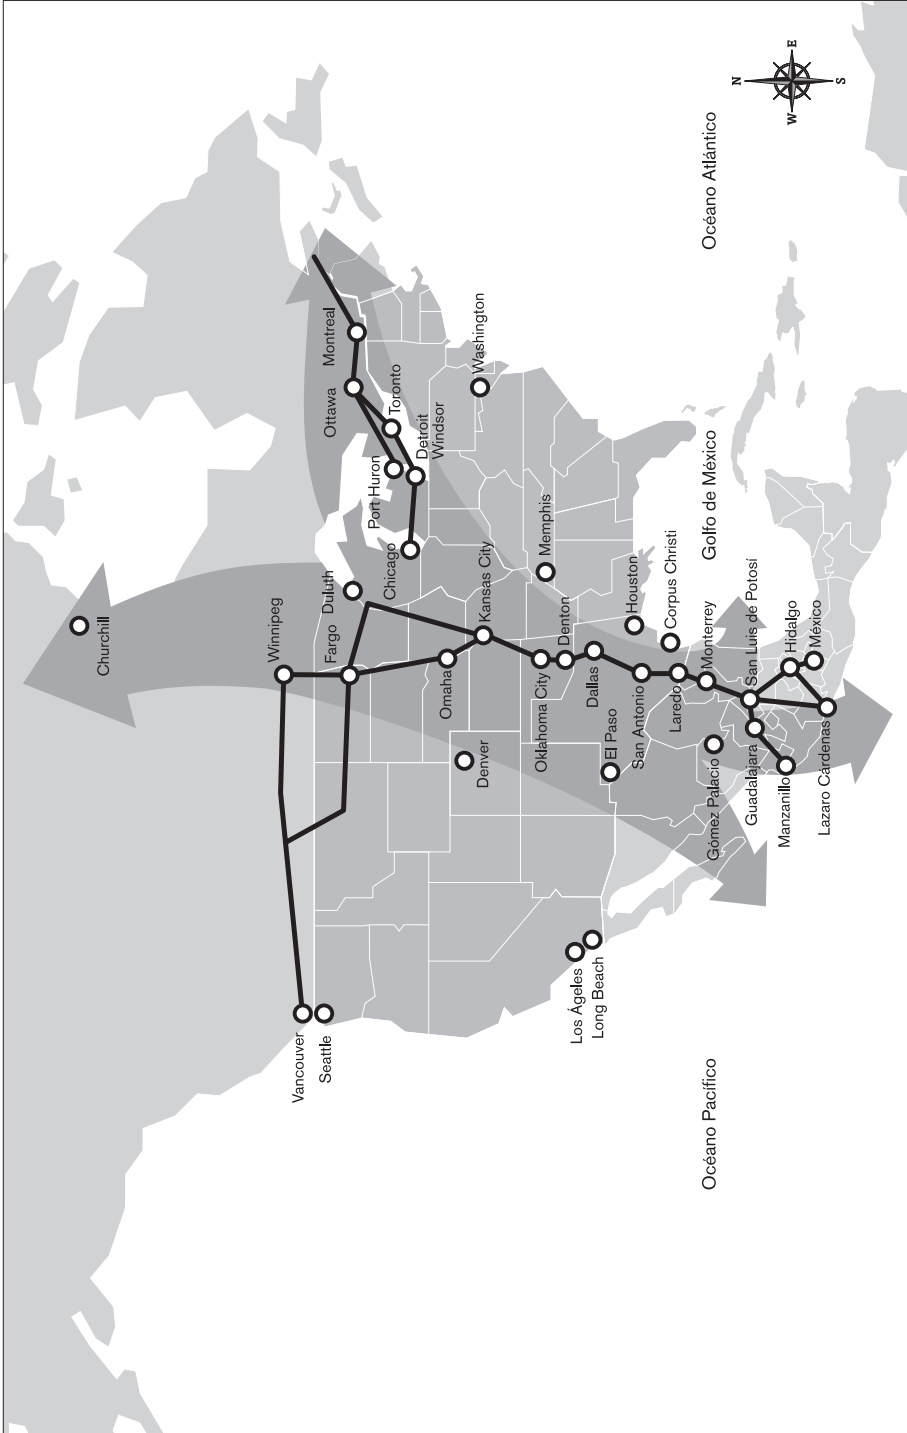 Churchill
Winnipeg
Fargo
Duluth
Ottawa
Montreal
Port Huron
Toronto
Detroit
Windsor
Chicago
Washington
Vancouver
Seattle
Omaha
Kansas City
Denver
Memphis
Oklahoma City
Denton
Dallas
Los Ágeles
Long Beach
El Paso
San Antonio
Houston
Laredo
Corpus Christi
Monterrey
Gómez Palacio
San Luis de Potosí
Guadalajara
Hidalgo
México
Manzanillo
Lazaro Cárdenas
Océano Pacífico
Golfo de México
Océano Atlántico
N
E
S
W